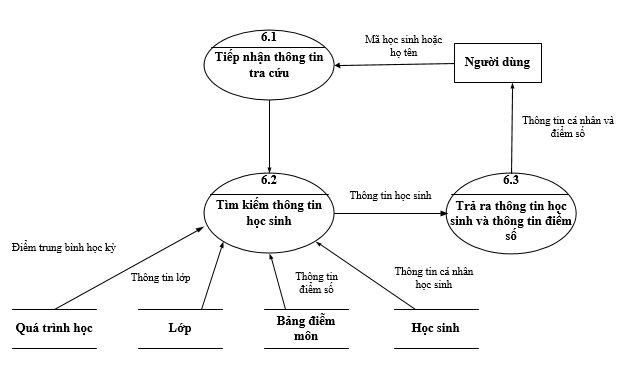 6.1
Tiếp nhận thông tin
tra cứu
Mã học sinh hoặc
họ tên
Người dùng
Thông tin cá nhân và
điểm số
6.2
Tìm kiếm thông tin
học sinh
Thông tin học sinh
6.3
Trả ra thông tin học
sinh và thông tin điểm
số
Điểm trung bình học kỳ
Thông tin lớp
Thông tin
điểm số
Thông tin cá nhân
học sinh
Quá trình học
Lớp
Bảng điểm
môn
Học sinh